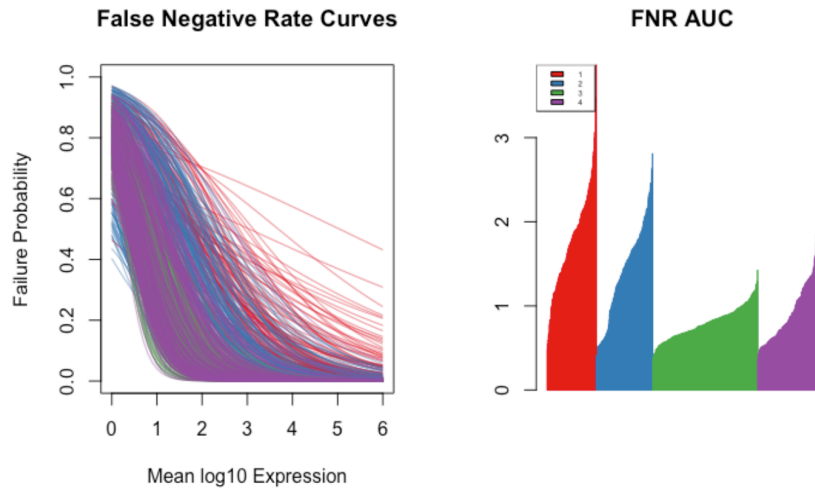 False Negative Rate Curves
Failure Probability
1.0
0.8
0.6
0.4
0.2
0.0
0 1 2 3 4 5 6
Mean log10 Expression
FNR AUC
1
2
3
4
3
2
1
0